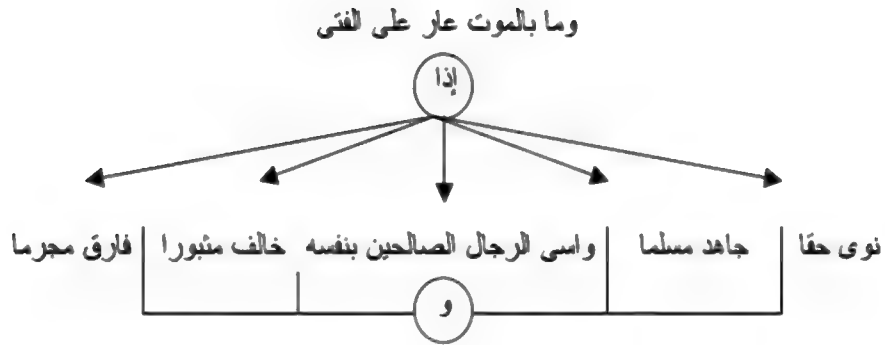 وما بالموت عار على الفتى
إذا
نوى حقا جاهد مسلما واسى الرجال الصالحين بنفسه خالف مثبورا فارق مجرما
و